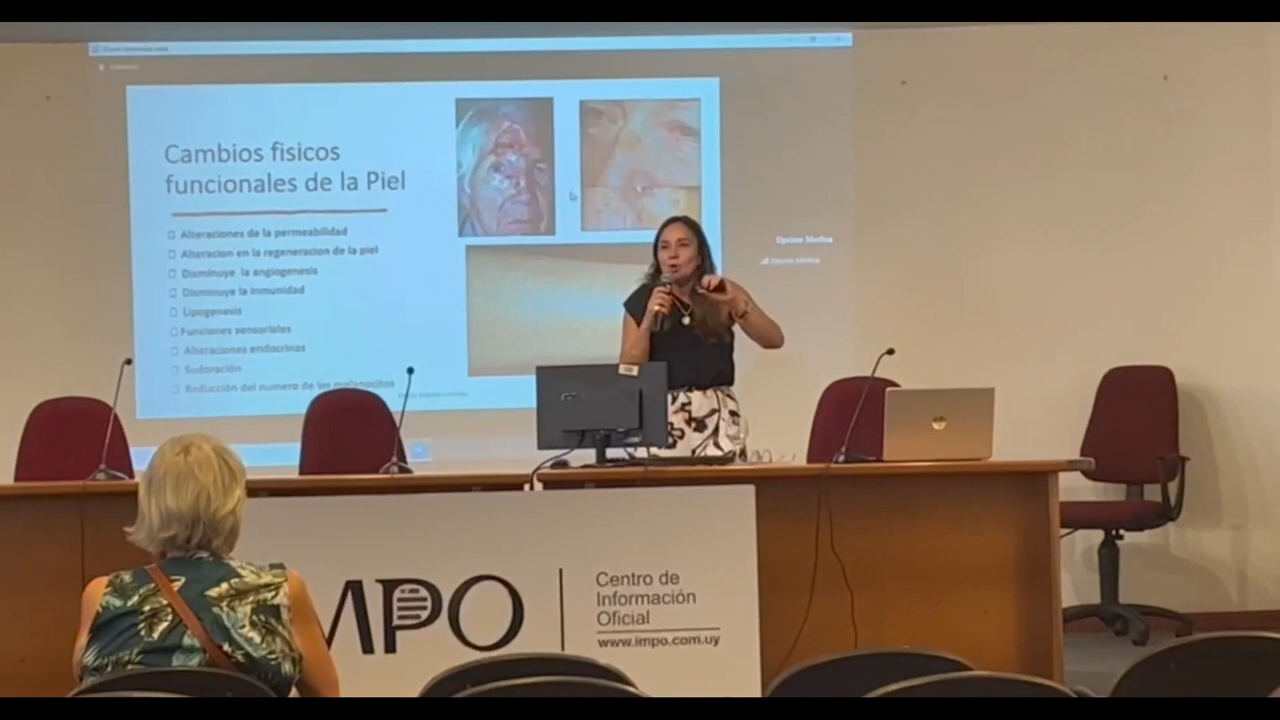 Cambios fisicos
funcionales de la Piel
Alteraciones de la permeabilidad
Alteracion en la regeneracion de la piel
Disminuye la angiogenesis
Disminuye la inmunidad
Lipogenesis
Funciones sensoriales
Alteraciones endocrinas
Sudoración
Reducción del numero de los melanocitos
IMPO
Centro de
Información
Oficial
www.impo.com.uy
hp